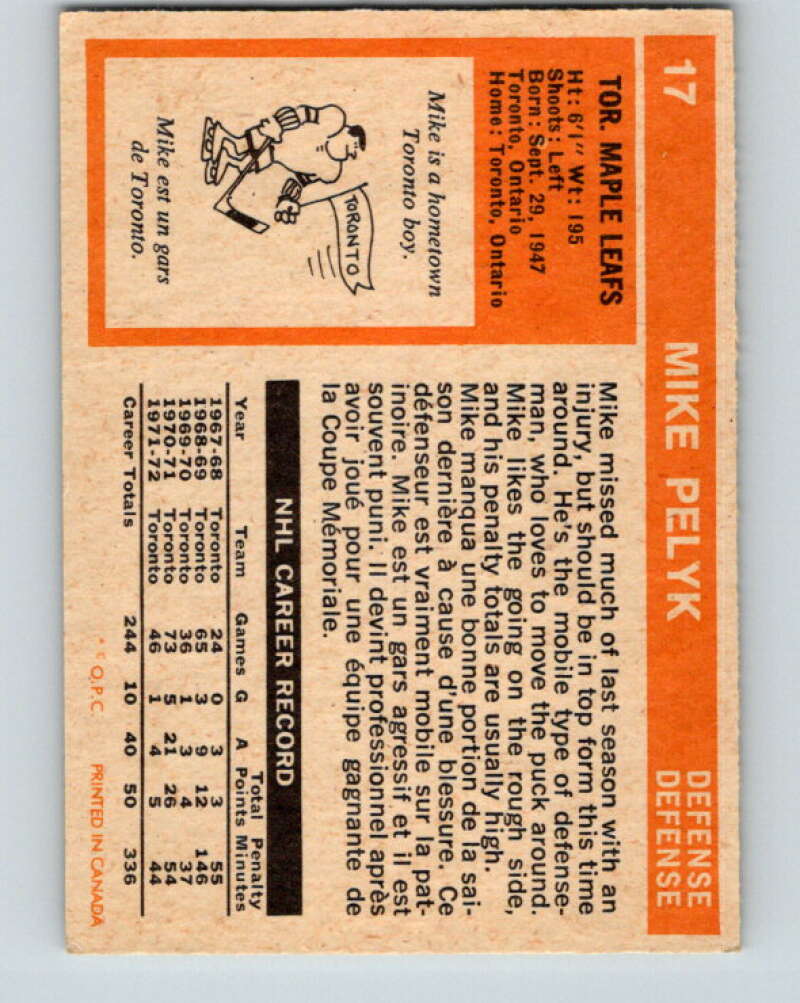 17 MIKE PELYK DEFENSE
DEFENSE
TOR. MAPLE LEAFS
Ht: 6'1" Wt: 195
Shoots: Left
Born: Sept. 29, 1947
Toronto, Ontario
Home: Toronto, Ontario
Mike is a hometown
Toronto boy.
TORONTO
Mike est un gars
de Toronto.
Mike missed much of last season with an
injury, but should be in top form this time
around. He's the mobile type of defense-
man, who loves to move the puck around.
Mike likes the going on the rough side,
and his penalty totals are usually high.
Mike manqua une bonne portion de la sai-
son dernière à cause d'une blessure. Ce
défenseur est vraiment mobile sur la pat-
inoire. Mike est un gars agressif et il est
souvent puni. Il devint professionnel après
avoir joué pour une équipe gagnante de
la Coupe Mémoriale.
NHL CAREER RECORD
Total Penalty
Year Team Games G A Points Minutes
1967-68 Toronto 24 0 3 3 55
1968-69 Toronto 65 3 9 12 146
1969-70 Toronto 36 1 3 4 37
1970-71 Toronto 73 5 21 26 54
1971-72 Toronto 46 1 4 5 44
Career Totals 244 10 40 50 336
* © O.P.C. PRINTED IN CANADA